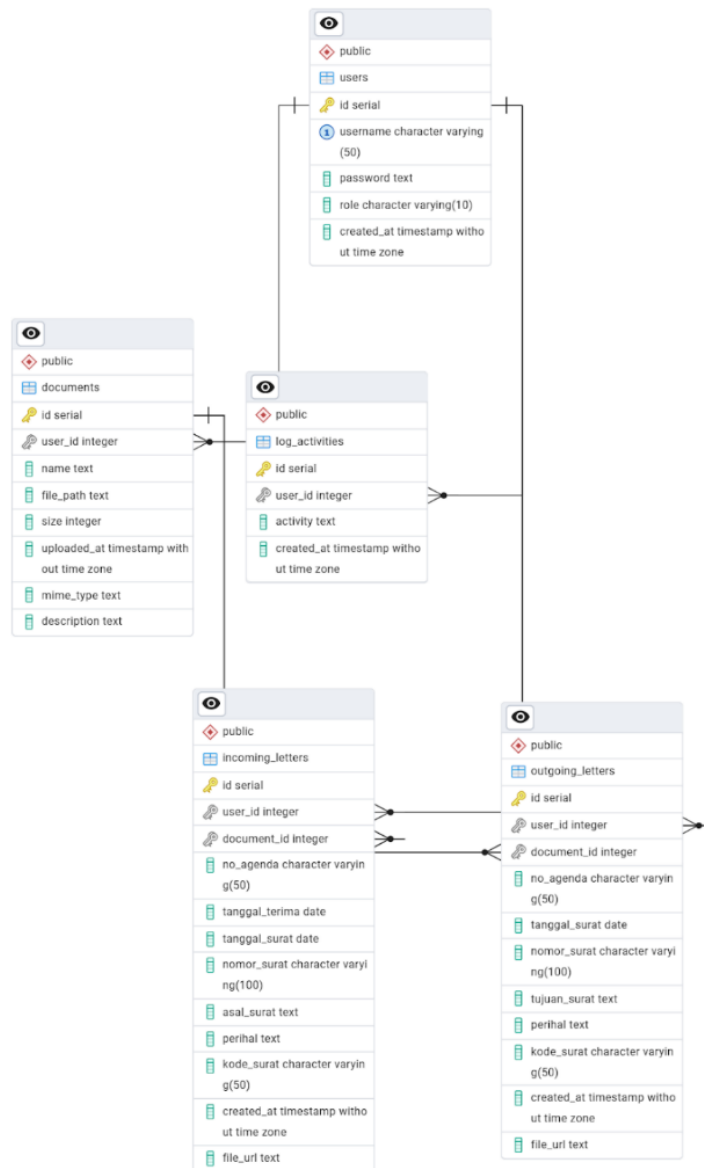 public
users
id serial
username character varying
(50)
password text
role character varying(10)
created_at timestamp witho
ut time zone
public
documents
id serial
user_id integer
name text
file_path text
size integer
uploaded_at timestamp with
out time zone
mime_type text
description text
public
log_activities
id serial
user_id integer
activity text
created_at timestamp witho
ut time zone
public
incoming_letters
id serial
user_id integer
document_id integer
no_agenda character varyin
g(50)
tanggal_terima date
tanggal_surat date
nomor_surat character varyi
ng(100)
asal_surat text
perihal text
kode_surat character varyin
g(50)
created_at timestamp witho
ut time zone
file_url text
public
outgoing_letters
id serial
user_id integer
document_id integer
no_agenda character varyin
g(50)
tanggal_surat date
nomor_surat character varyi
ng(100)
tujuan_surat text
perihal text
kode_surat character varyin
g(50)
created_at timestamp witho
ut time zone
file_url text